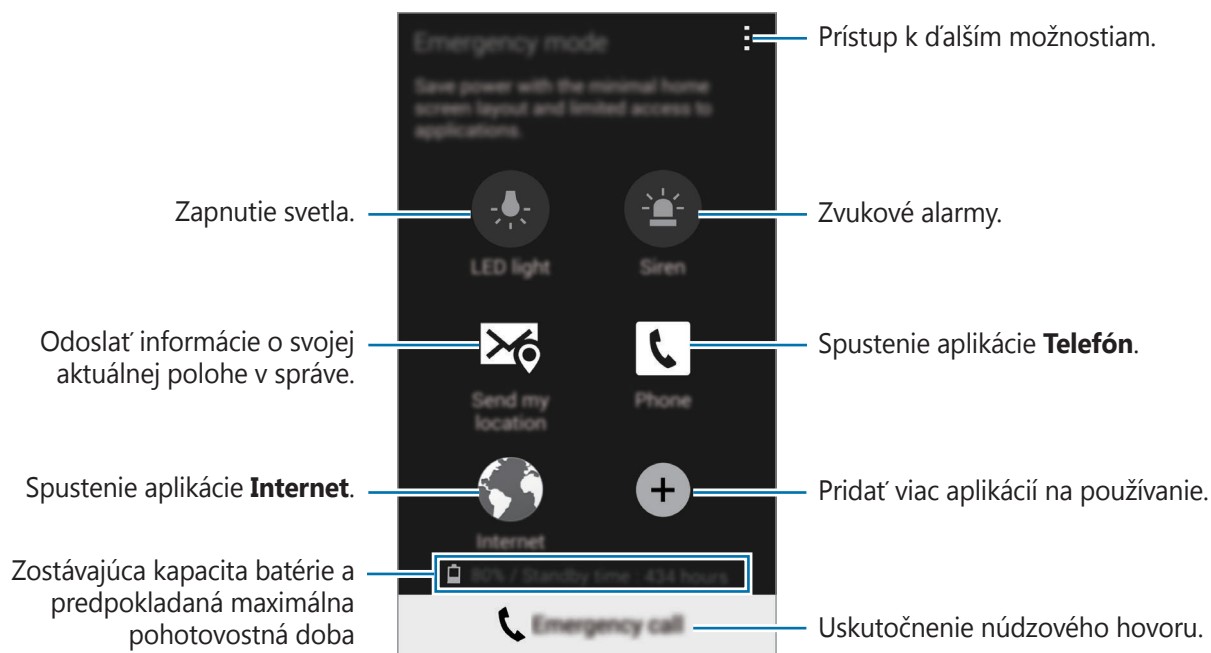 Emergency mode
Prístup k ďalším možnostiam.
Save power with the minimal home
screen layout and limited access to
applications.
Zapnutie svetla.
Zvukové alarmy.
LED light
Siren
Odoslať informácie o svojej
aktuálnej polohe v správe.
Spustenie aplikácie Telefón.
Send my
location
Phone
Spustenie aplikácie Internet.
Pridať viac aplikácií na používanie.
Internet
Zostávajúca kapacita batérie a
predpokladaná maximálna
pohotovostná doba
80% / Standby time : 434 hours
Emergency call
Uskutočnenie núdzového hovoru.